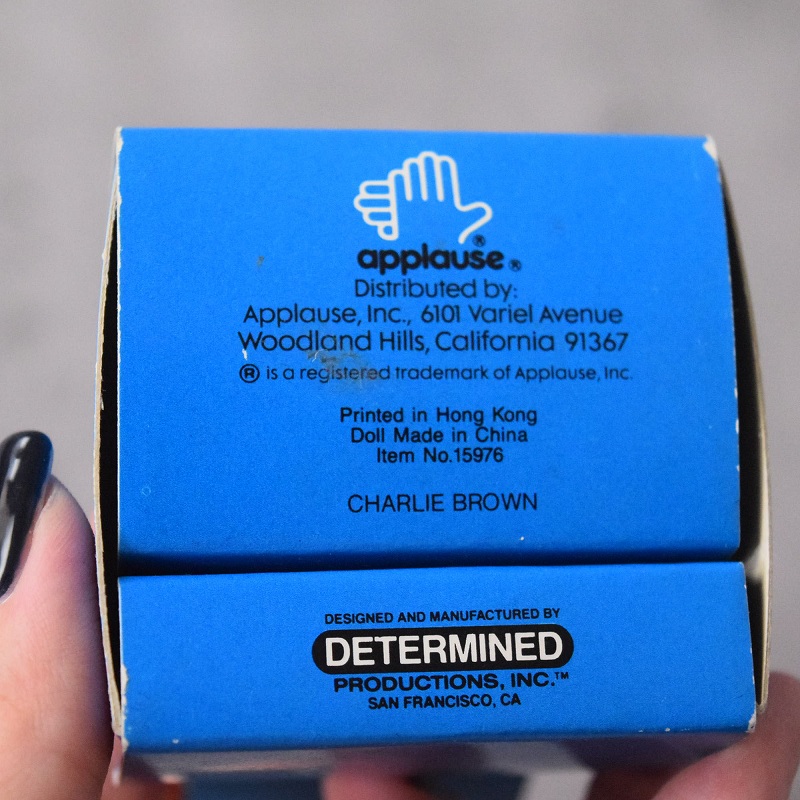 applause®
Distributed by:
Applause, Inc., 6101 Variel Avenue
Woodland Hills, California 91367
® is a registered trademark of Applause, Inc.
Printed in Hong Kong
Doll Made in China
Item No.15976
CHARLIE BROWN
DESIGNED AND MANUFACTURED BY
DETERMINED
PRODUCTIONS, INC.™
SAN FRANCISCO, CA